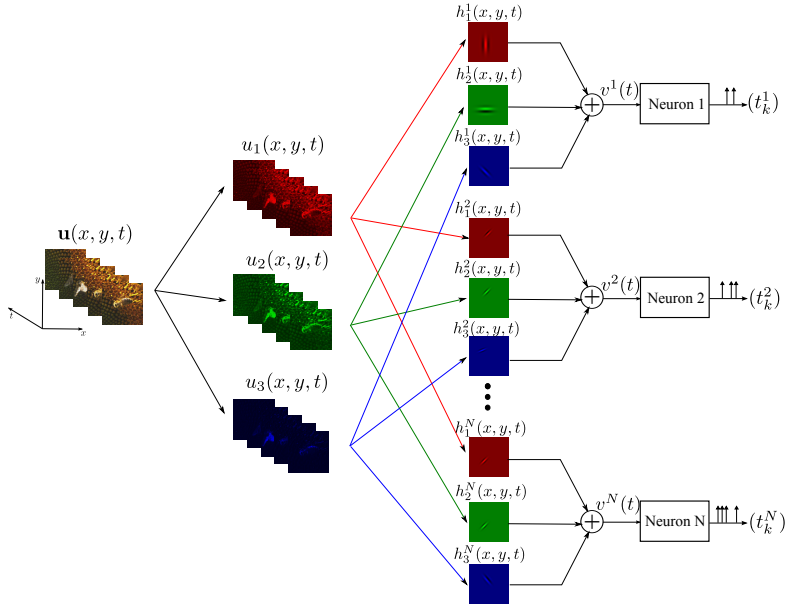 u(x, y, t)
y
t
x
u₁(x, y, t)
u₂(x, y, t)
u₃(x, y, t)
h₁¹(x, y, t)
h₂¹(x, y, t)
h₃¹(x, y, t)
v¹(t)
Neuron 1
(tₖ¹)
h₁²(x, y, t)
h₂²(x, y, t)
h₃²(x, y, t)
v²(t)
Neuron 2
(tₖ²)
h₁ᴺ(x, y, t)
h₂ᴺ(x, y, t)
h₃ᴺ(x, y, t)
vᴺ(t)
Neuron N
(tₖᴺ)